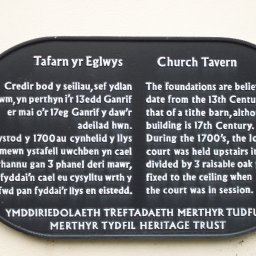 Tafarn yr Eglwys
Credir bod y seiliau, sef ydlan
wm, yn perthyn i'r 13edd Ganrif
er mai o'r 17eg Ganrif y daw'r
adeilad hwn.
ystod y 1700au cynhelid y llys
mewn ystafell uwchben yn cael
rhannu gan 3 phanel deri mawr,
fyddai'n cael eu cysylltu wrth y
fwd pan fyddai'r llys en eistedd.
Church Tavern
The foundations are belie
date from the 13th Centu
that of a tithe barn, altho
building is 17th Century.
During the 1700's, the lo
court was held upstairs i
divided by 3 raisable oak
fixed to the ceiling when
the court was in session.
YMDDIRIEDOLAETH TREFTADAETH MERTHYR TUDFU
MERTHYR TYDFIL HERITAGE TRUST